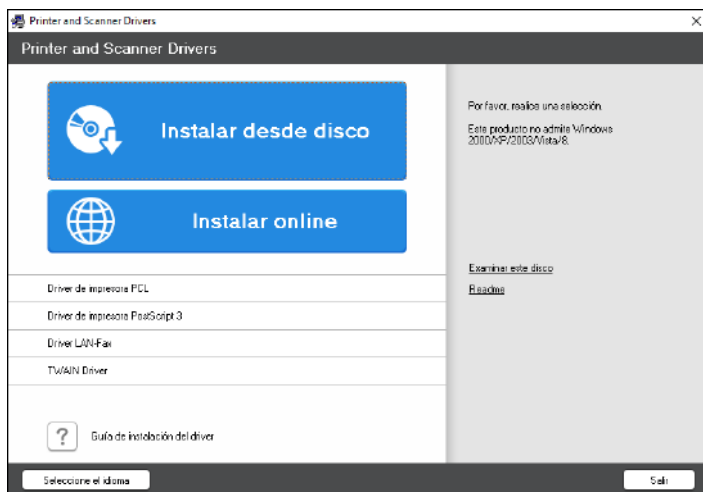 Printer and Scanner Drivers
Printer and Scanner Drivers
Instalar desde disco
Instalar online
Driver de impresora PCL
Driver de impresora PostScript 3
Driver LAN-Fax
TWAIN Driver
?
Guía de instalación del driver
Por favor, realice una selección.
Este producto no admite Windows
2000/XP/2003/Vista/8.
Examinar este disco
Readme
Seleccione el idioma
Salir